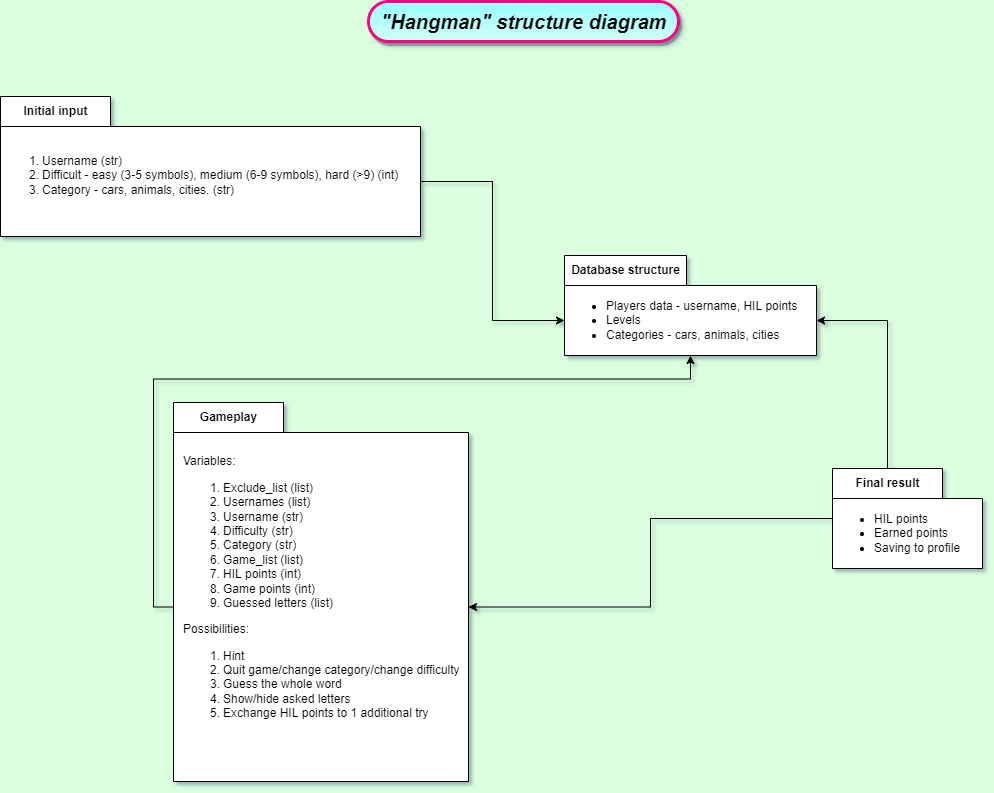 "Hangman" structure diagram
Initial input
1. Username (str)
2. Difficult - easy (3-5 symbols), medium (6-9 symbols), hard (>9) (int)
3. Category - cars, animals, cities. (str)
Database structure
• Players data - username, HIL points
• Levels
• Categories - cars, animals, cities
Gameplay
Variables:
1. Exclude_list (list)
2. Usernames (list)
3. Username (str)
4. Difficulty (str)
5. Category (str)
6. Game_list (list)
7. HIL points (int)
8. Game points (int)
9. Guessed letters (list)
Possibilities:
1. Hint
2. Quit game/change category/change difficulty
3. Guess the whole word
4. Show/hide asked letters
5. Exchange HIL points to 1 additional try
Final result
• HIL points
• Earned points
• Saving to profile